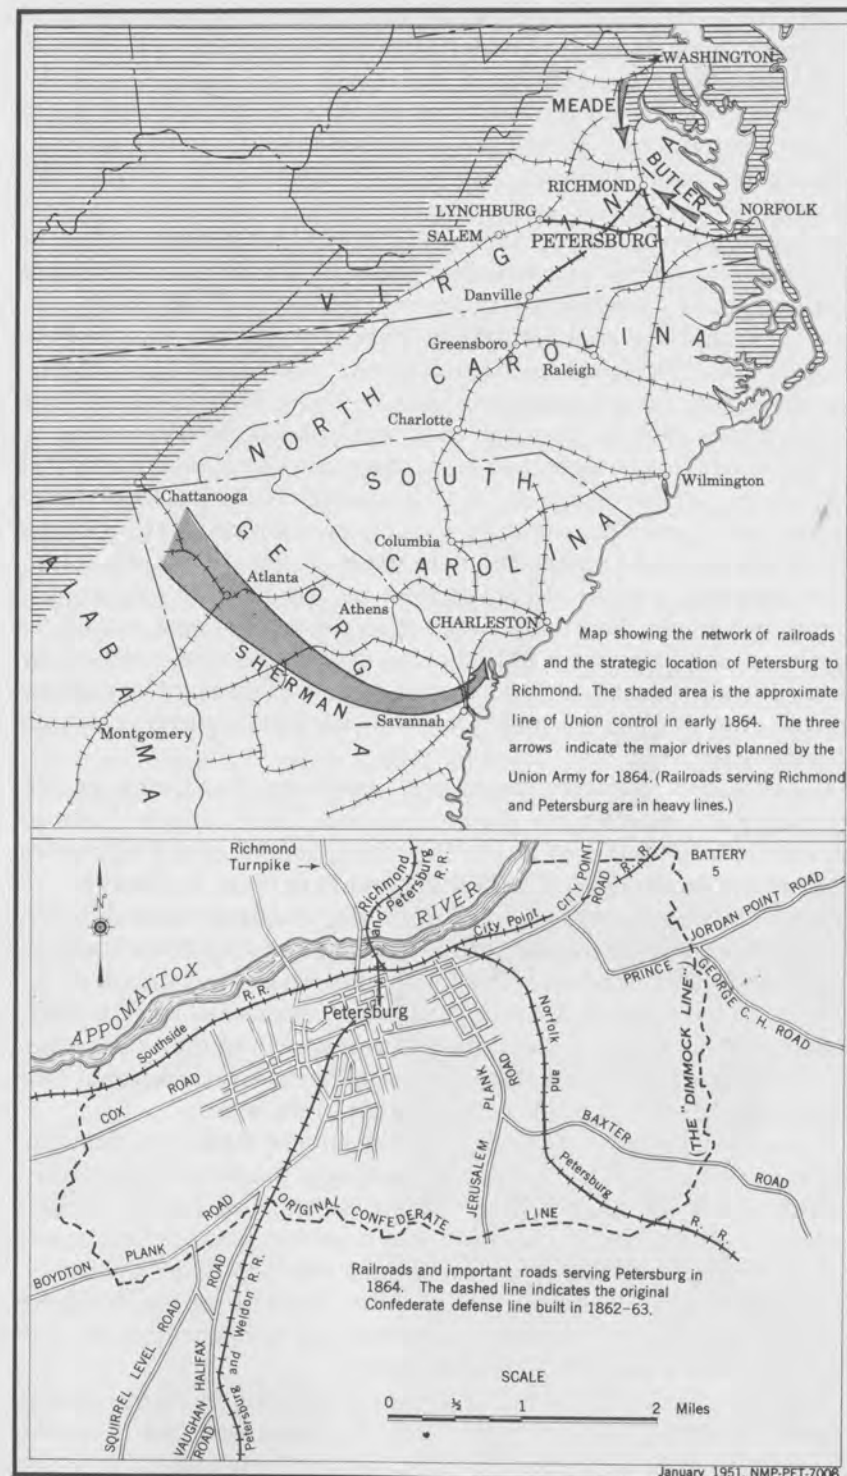 WASHINGTON
MEADE
BUTLER
RICHMOND
LYNCHBURG
NORFOLK
SALEM
PETERSBURG
VIRGINIA
Danville
Greensboro
Raleigh
NORTH CAROLINA
Charlotte
SOUTH
CAROLINA
Wilmington
Chattanooga
GEORGIA
Columbia
Atlanta
Athens
CHARLESTON
ALABAMA
SHERMAN
Savannah
Montgomery
Map showing the network of railroads
and the strategic location of Petersburg to
Richmond. The shaded area is the approximate
line of Union control in early 1864. The three
arrows indicate the major drives planned by the
Union Army for 1864. (Railroads serving Richmond
and Petersburg are in heavy lines.)
Richmond
Turnpike
Richmond
and Petersburg
R.R.
RIVER
City Point
R.R.
CITY POINT
ROAD
BATTERY
5
JORDAN POINT ROAD
PRINCE GEORGE C. H. ROAD
N
APPOMATTOX
Southside R.R.
Petersburg
Norfolk and Petersburg R. R.
COX ROAD
JERUSALEM PLANK
ROAD
(THE "DIMMOCK LINE")
BAXTER ROAD
ORIGINAL CONFEDERATE LINE
BOYDTON PLANK ROAD
SQUIRREL LEVEL ROAD
VAUGHAN
ROAD
HALIFAX ROAD
Petersburg and Weldon R.R.
Railroads and important roads serving Petersburg in
1864. The dashed line indicates the original
Confederate defense line built in 1862-63.
SCALE
0 ½ 1 2 Miles
January 1951 NMP-PET-7008